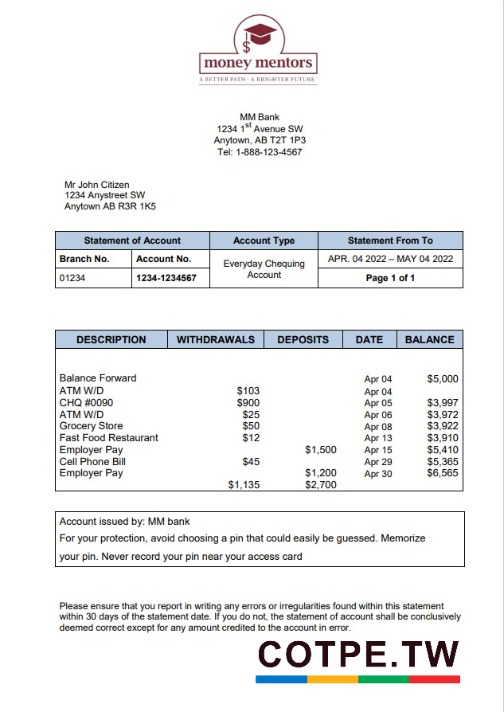 $
money mentors
A BETTER PATH - A BRIGHTER FUTURE
MM Bank
1234 1st Avenue SW
Anytown, AB T2T 1P3
Tel: 1-888-123-4567
Mr John Citizen
1234 Anystreet SW
Anytown AB R3R 1K5
Statement of Account Account Type Statement From To
Branch No. Account No. Everyday Chequing Account APR. 04 2022 – MAY 04 2022
01234 1234-1234567 Page 1 of 1
DESCRIPTION WITHDRAWALS DEPOSITS DATE BALANCE
Balance Forward Apr 04 $5,000
ATM W/D $103 Apr 04
CHQ #0090 $900 Apr 05 $3,997
ATM W/D $25 Apr 06 $3,972
Grocery Store $50 Apr 08 $3,922
Fast Food Restaurant $12 Apr 13 $3,910
Employer Pay $1,500 Apr 15 $5,410
Cell Phone Bill $45 Apr 29 $5,365
Employer Pay $1,200 Apr 30 $6,565
$1,135 $2,700
Account issued by: MM bank
For your protection, avoid choosing a pin that could easily be guessed. Memorize
your pin. Never record your pin near your access card
Please ensure that you report in writing any errors or irregularities found within this statement
within 30 days of the statement date. If you do not, the statement of account shall be conclusively
deemed correct except for any amount credited to the account in error.
COTPE.TW